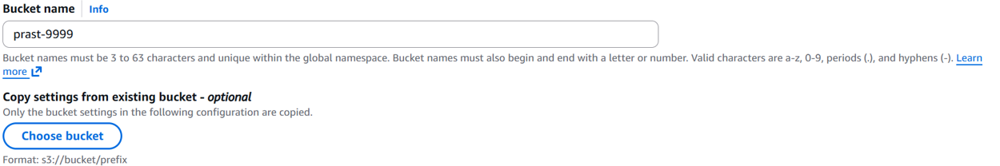 Bucket name Info
prast-9999
Bucket names must be 3 to 63 characters and unique within the global namespace. Bucket names must also begin and end with a letter or number. Valid characters are a-z, 0-9, periods (.), and hyphens (-). Learn
more
Copy settings from existing bucket - optional
Only the bucket settings in the following configuration are copied.
Choose bucket
Format: s3://bucket/prefix